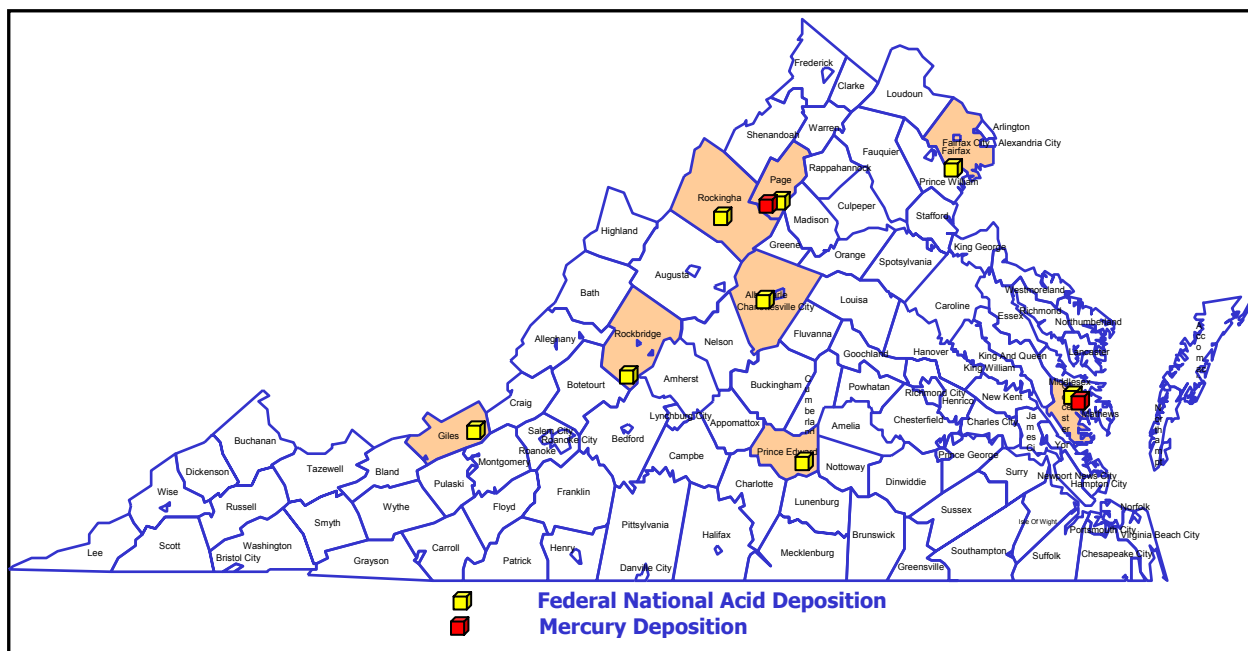 Frederick
Clarke
Loudoun
Shenandoah
Warren
Arlington
Fairfax City
Alexandria City
Fairfax
Fauquier
Rappahannock
Page
Prince William
Rockingha
Culpeper
Madison
Stafford
Highland
Greene
King George
Orange
Spotsylvania
Augusta
Bath
Westmoreland
Charlottesville City
Louisa
Caroline
Essex
Richmond
Northumberland
Rockbridge
Nelson
Fluvanna
Alleghany
Goochland
Hanover
King And Queen
Lancaster
King William
Botetourt
Amherst
Buckingham
Cumberlan
Powhatan
Richmond City
Henrico
New Kent
Middlesex
Craig
Lynchburg City
Appomattox
Amelia
Chesterfield
Charles City
James Ci
Giles
Salem City
Roanoke City
Roanoke
Bedford
Campbe
Prince Edward
Prince George
Buchanan
Tazewell
Bland
Montgomery
Nottoway
Dickenson
Pulaski
Charlotte
Dinwiddie
Surry
Newport News City
Hampton City
Wise
Russell
Wythe
Floyd
Franklin
Lunenburg
Sussex
Norfolk
Smyth
Pittsylvania
Halifax
Brunswick
Isle Of Wight
Portsmouth City
Virginia Beach City
Lee
Scott
Washington
Bristol City
Grayson
Carroll
Patrick
Henry
Danville City
Mecklenburg
Greensville
Southampton
Suffolk
Chesapeake City
Federal National Acid Deposition
Mercury Deposition